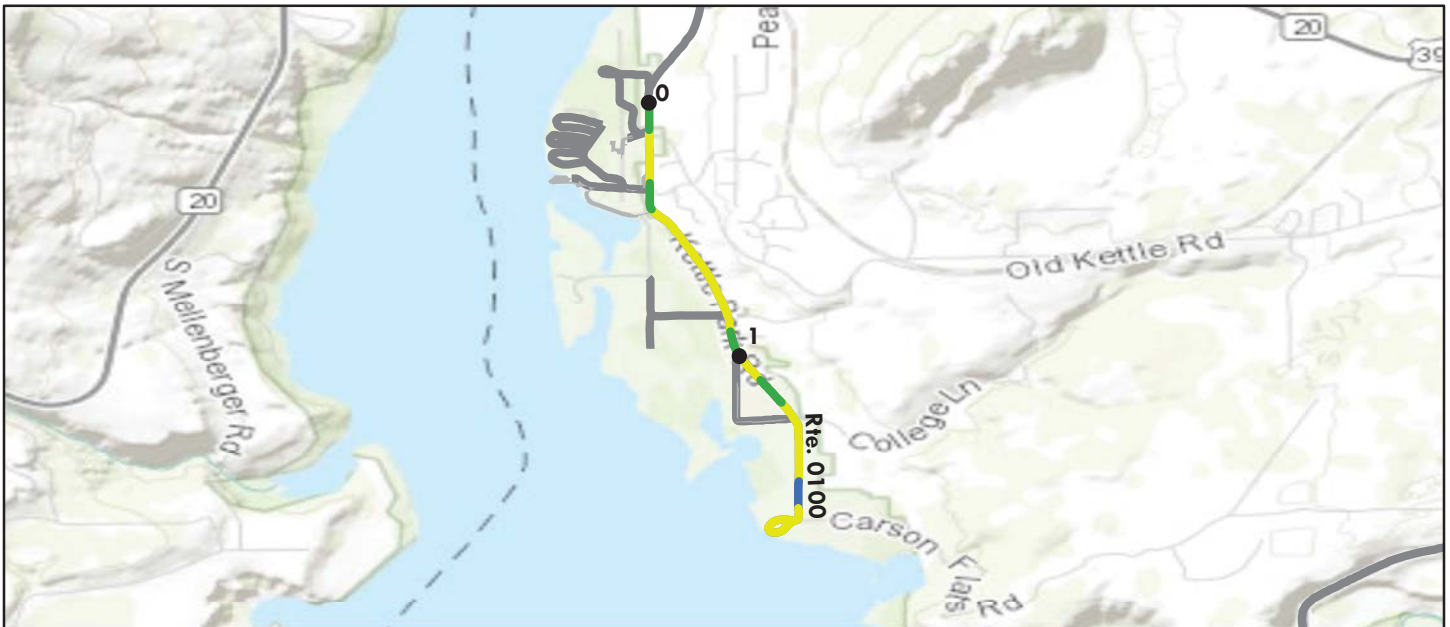 20
39
Pea
0
20
S Mellenberger Rd
Old Kettle Rd
1
College Ln
Rte. 0100
Carson Flats Rd